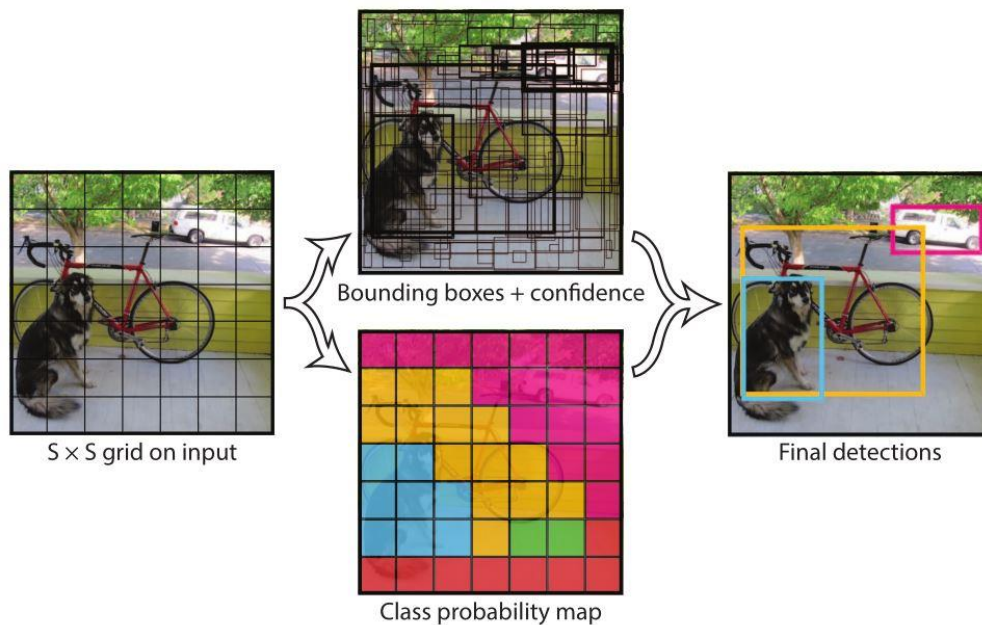 S × S grid on input
Bounding boxes + confidence
Class probability map
Final detections